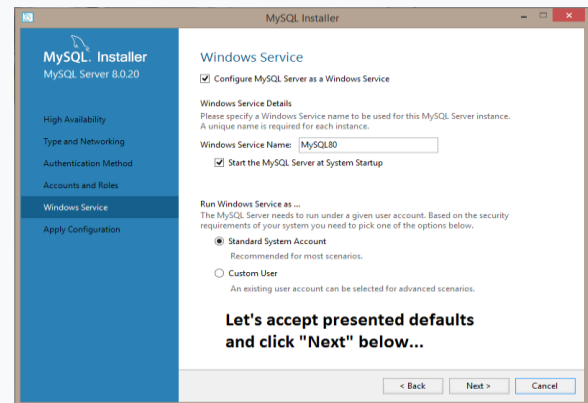 MySQL Installer
MySQL. Installer
MySQL Server 8.0.20
High Availability
Type and Networking
Authentication Method
Accounts and Roles
Windows Service
Apply Configuration
Windows Service
Configure MySQL Server as a Windows Service
Windows Service Details
Please specify a Windows Service name to be used for this MySQL Server instance.
A unique name is required for each instance.
Windows Service Name: MySQL80
Start the MySQL Server at System Startup
Run Windows Service as ...
The MySQL Server needs to run under a given user account. Based on the security
requirements of your system you need to pick one of the options below.
Standard System Account
Recommended for most scenarios.
Custom User
An existing user account can be selected for advanced scenarios.
Let's accept presented defaults
and click "Next" below...
< Back Next > Cancel